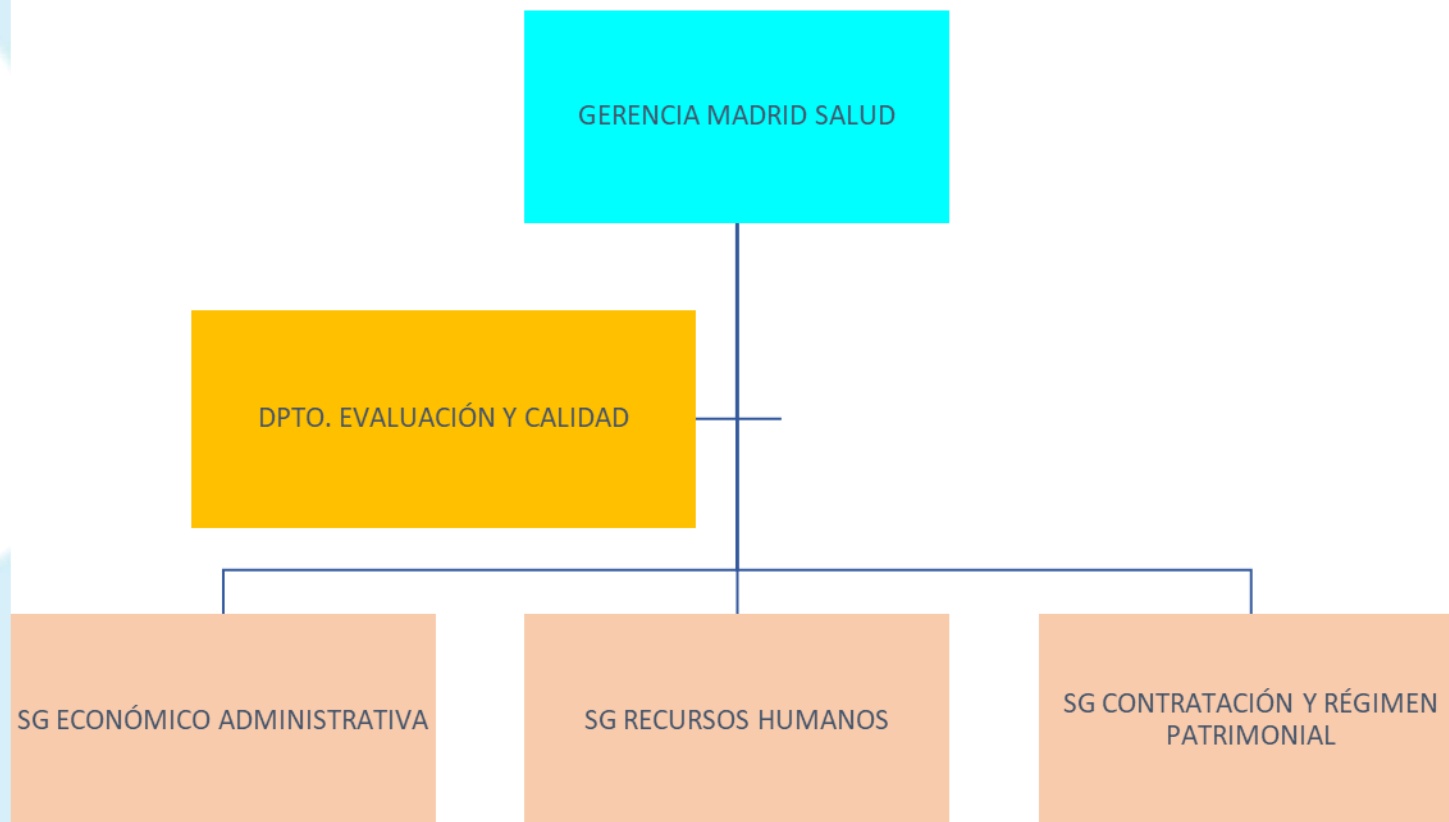 GERENCIA MADRID SALUD
DPTO. EVALUACIÓN Y CALIDAD
SG ECONÓMICO ADMINISTRATIVA
SG RECURSOS HUMANOS
SG CONTRATACIÓN Y RÉGIMEN
PATRIMONIAL